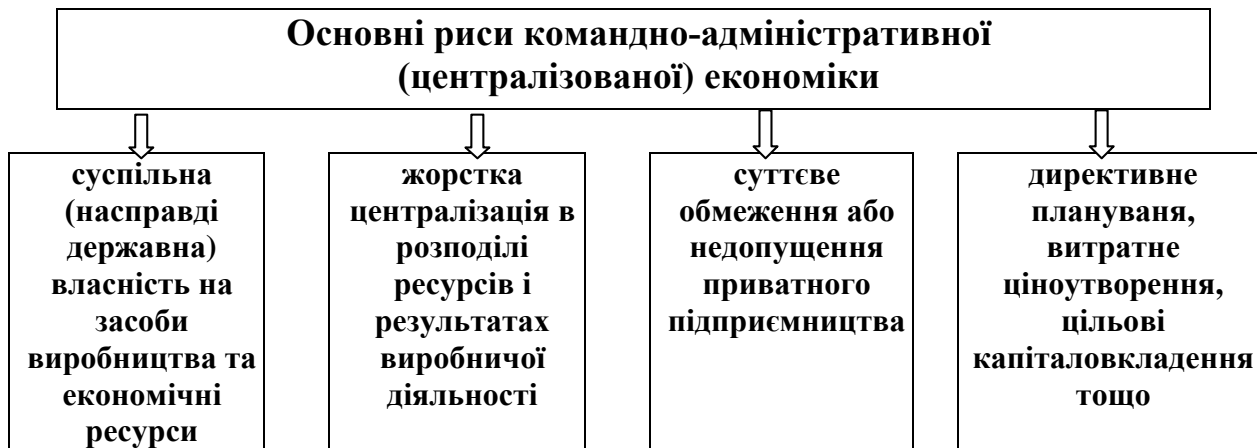 Основні риси командно-адміністративної
(централізованої) економіки
суспільна
(насправді
державна)
власність на
засоби
виробництва та
економічні
ресурси
жорстка
централізація в
розподілі
ресурсів і
результатах
виробничої
діяльності
суттєве
обмеження або
недопущення
приватного
підприємництва
директивне
плануваня,
витратне
ціноутворення,
цільові
капіталовкладення
тощо